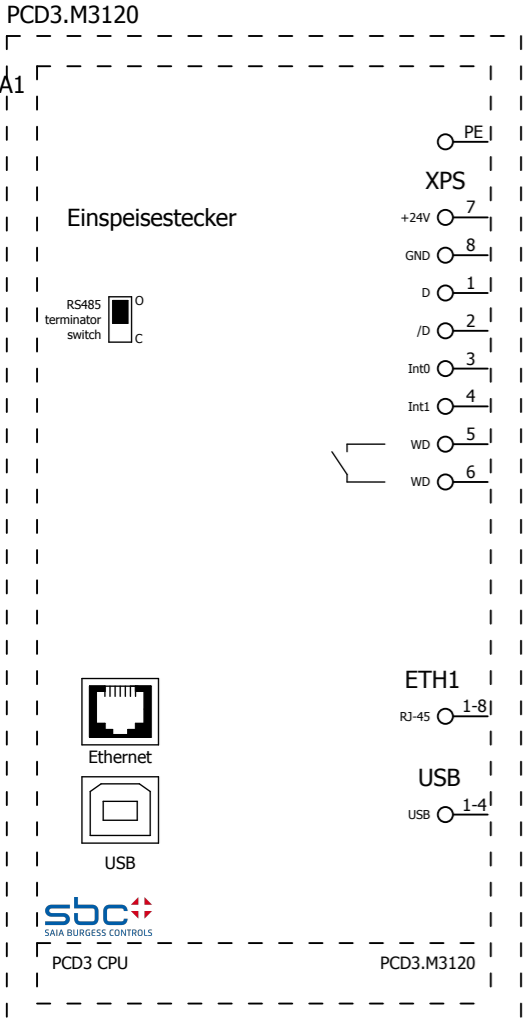 PCD3.M3120
A1
PE
XPS
Einspeisestecker
+24V 7
GND 8
RS485 terminator switch O C
D 1
/D 2
Int0 3
Int1 4
WD 5
WD 6
ETH1
RJ-45 1-8
Ethernet
USB
USB 1-4
USB
sbc
SAIA BURGESS CONTROLS
PCD3 CPU PCD3.M3120